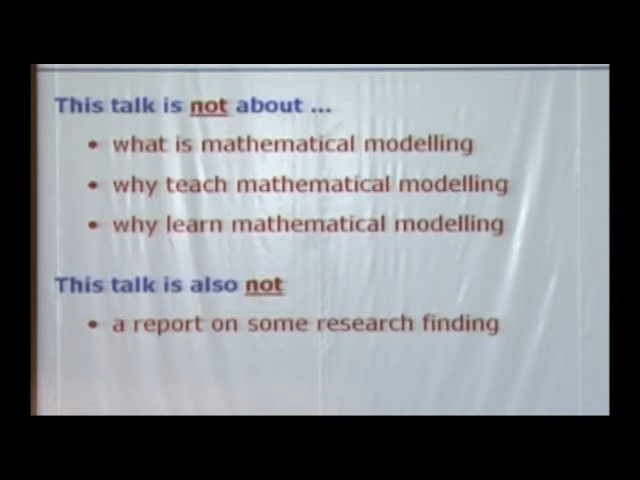 This talk is not about ...
• what is mathematical modelling
• why teach mathematical modelling
• why learn mathematical modelling
This talk is also not
• a report on some research finding